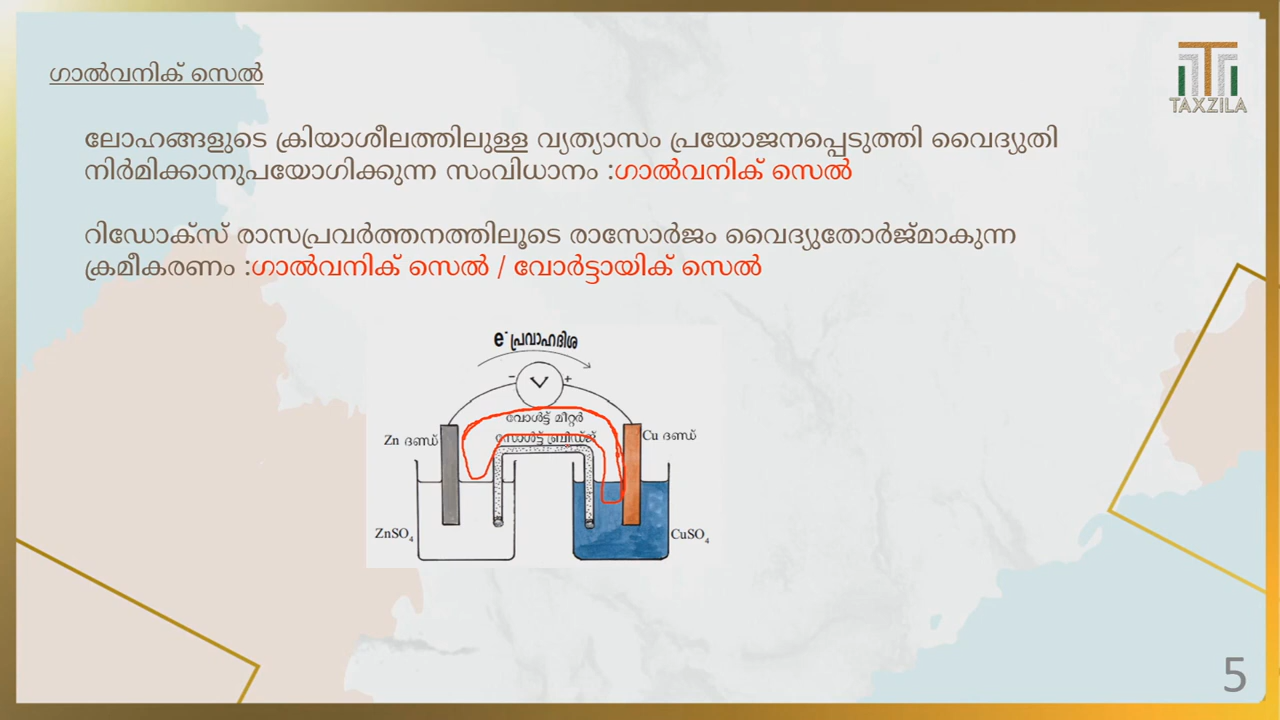 ഗാൽവനിക് സെൽ
TAXZILA
ലോഹങ്ങളുടെ ക്രിയാശീലത്തിലുള്ള വ്യത്യാസം പ്രയോജനപ്പെടുത്തി വൈദ്യുതി
നിർമിക്കാനുപയോഗിക്കുന്ന സംവിധാനം :ഗാൽവനിക് സെൽ
റിഡോക്സ് രാസപ്രവർത്തനത്തിലൂടെ രാസോർജം വൈദ്യുതോർജ്മാകുന്ന
ക്രമീകരണം :ഗാൽവനിക് സെൽ / വോർട്ടായിക് സെൽ
e⁻ പ്രവാഹദിശ
− V +
വോൾട്ട് മീറ്റർ
Zn ദണ്ഡ് സാൾട്ട് ബ്രിഡ്ജ് Cu ദണ്ഡ്
ZnSO₄ CuSO₄
5